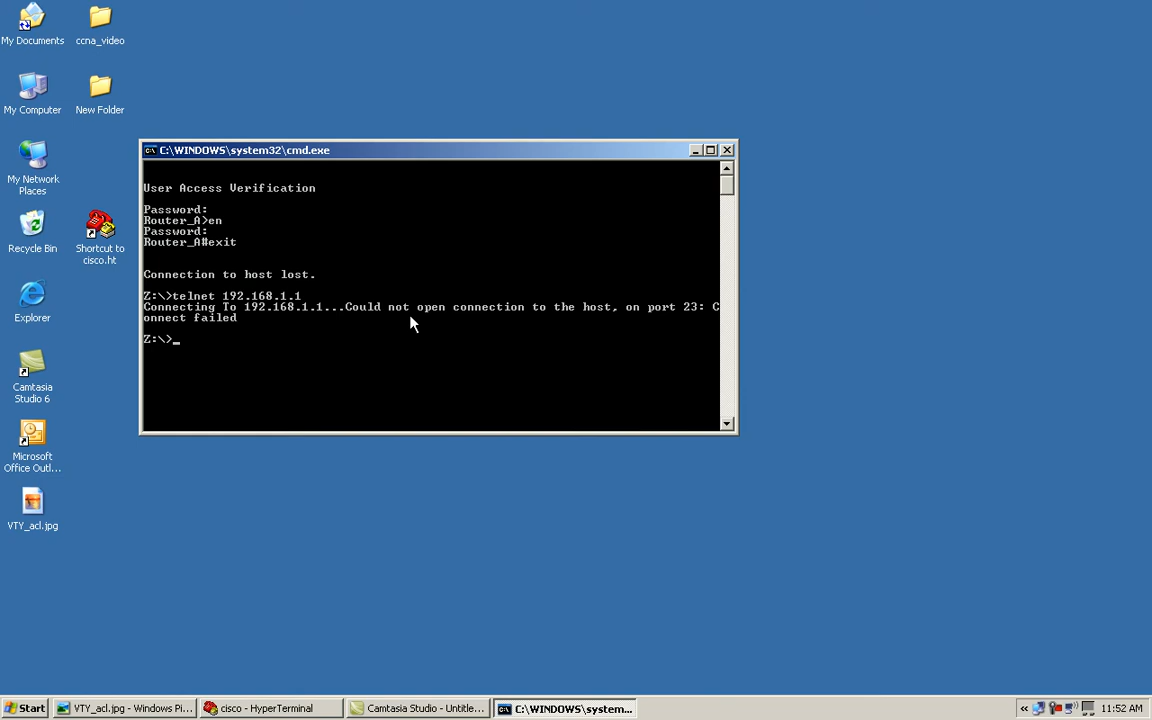 My Documents
ccna_video
My Computer
New Folder
My Network
Places
Recycle Bin
Shortcut to
cisco.ht
Explorer
Camtasia
Studio 6
Microsoft
Office Outl...
VTY_acl.jpg
C:\WINDOWS\system32\cmd.exe
User Access Verification
Password:
Router_A>en
Password:
Router_A#exit
Connection to host lost.
Z:\>telnet 192.168.1.1
Connecting To 192.168.1.1...Could not open connection to the host, on port 23: C
onnect failed
Z:\>_
Start
VTY_acl.jpg - Windows Pi...
cisco - HyperTerminal
Camtasia Studio - Untitle...
C:\WINDOWS\system...
«
11:52 AM